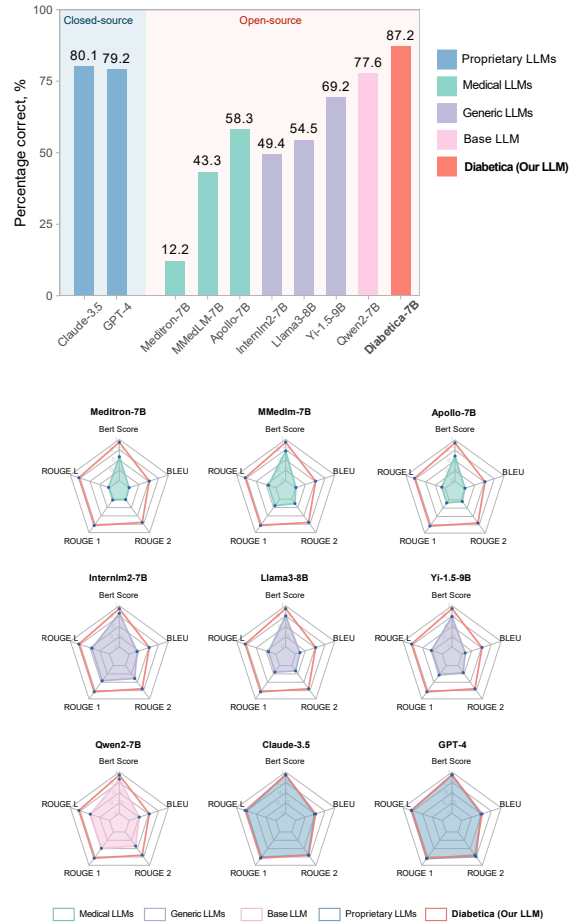 Closed-source
Open-source
Percentage correct, %
100
75
50
25
0
80.1
79.2
12.2
43.3
58.3
49.4
54.5
69.2
77.6
87.2
Claude-3.5
GPT-4
Meditron-7B
MMedLM-7B
Apollo-7B
Internlm2-7B
Llama3-8B
Yi-1.5-9B
Qwen2-7B
Diabetica-7B
Proprietary LLMs
Medical LLMs
Generic LLMs
Base LLM
Diabetica (Our LLM)
Meditron-7B
Bert Score
ROUGE L
BLEU
ROUGE 1
ROUGE 2
MMedlm-7B
Bert Score
ROUGE L
BLEU
ROUGE 1
ROUGE 2
Apollo-7B
Bert Score
ROUGE L
BLEU
ROUGE 1
ROUGE 2
Internlm2-7B
Bert Score
ROUGE L
BLEU
ROUGE 1
ROUGE 2
Llama3-8B
Bert Score
ROUGE L
BLEU
ROUGE 1
ROUGE 2
Yi-1.5-9B
Bert Score
ROUGE L
BLEU
ROUGE 1
ROUGE 2
Qwen2-7B
Bert Score
ROUGE L
BLEU
ROUGE 1
ROUGE 2
Claude-3.5
Bert Score
ROUGE L
BLEU
ROUGE 1
ROUGE 2
GPT-4
Bert Score
ROUGE L
BLEU
ROUGE 1
ROUGE 2
Medical LLMs
Generic LLMs
Base LLM
Proprietary LLMs
Diabetica (Our LLM)